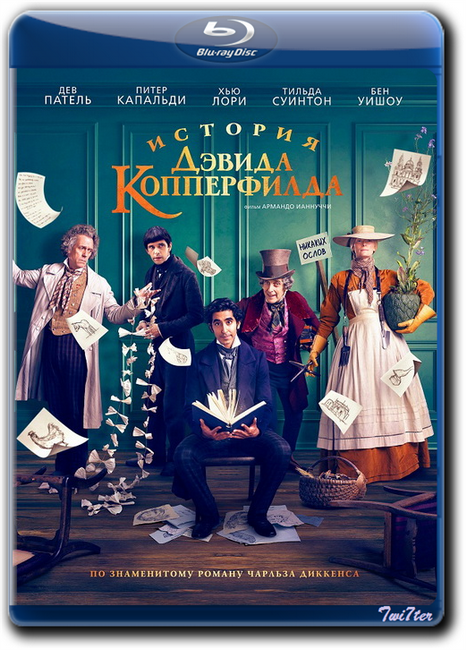 Blu-ray Disc
ДЕВ ПАТЕЛЬ
ПИТЕР КАПАЛЬДИ
ХЬЮ ЛОРИ
ТИЛЬДА СУИНТОН
БЕН УИШОУ
ИСТОРИЯ
ДЭВИДА
КОППЕРФИЛДА
ФИЛЬМ АРМАНДО ИАННУЧЧИ
НИКАКИХ
ОСЛОВ
ПО ЗНАМЕНИТОМУ РОМАНУ ЧАРЛЬЗА ДИККЕНСА
7wi7ter